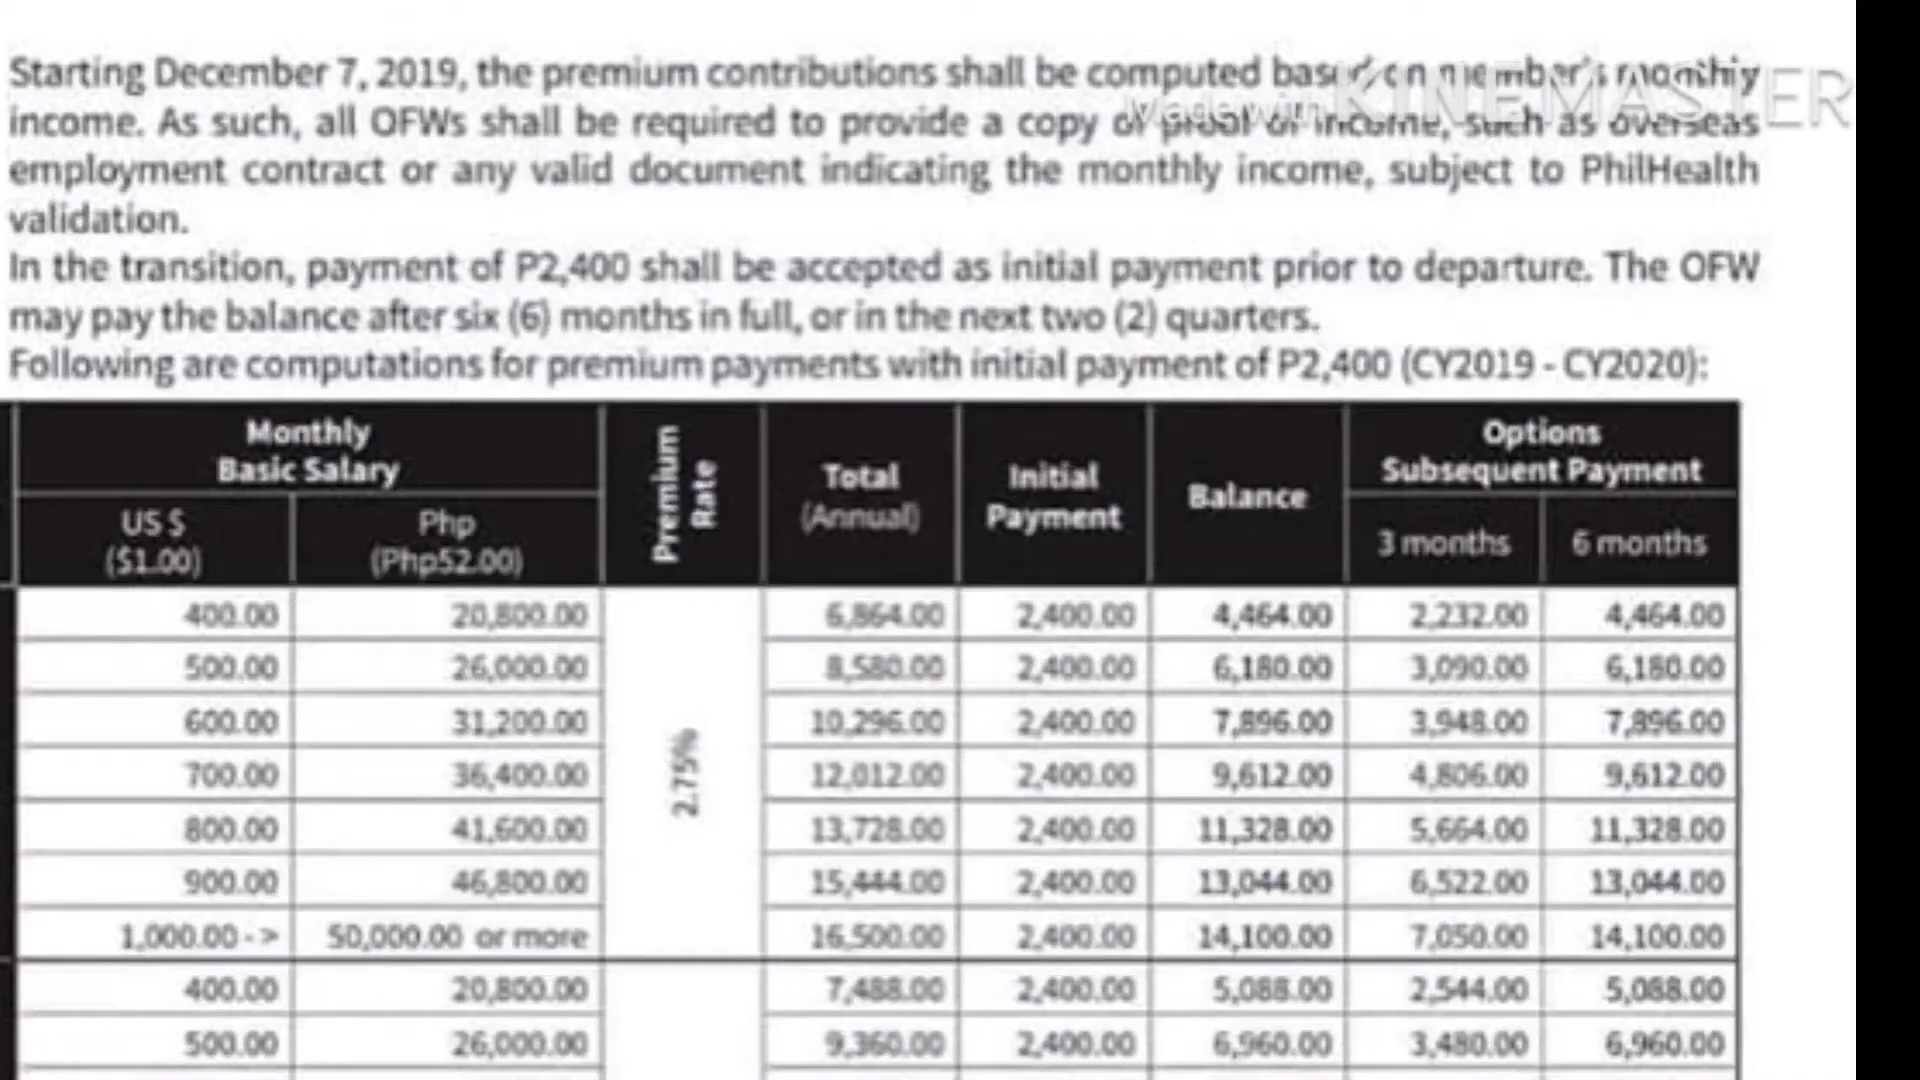 Starting December 7, 2019, the premium contributions shall be computed based on member's monthly
income. As such, all OFWs shall be required to provide a copy of proof of income, such as overseas
employment contract or any valid document indicating the monthly income, subject to PhilHealth
validation.
In the transition, payment of P2,400 shall be accepted as initial payment prior to departure. The OFW
may pay the balance after six (6) months in full, or in the next two (2) quarters.
Following are computations for premium payments with initial payment of P2,400 (CY2019 - CY2020):
Made with KINEMASTER
Monthly Basic Salary Premium Rate Total (Annual) Initial Payment Balance Options Subsequent Payment
US $ ($1.00) Php (Php52.00) 3 months 6 months
400.00 20,800.00 6,864.00 2,400.00 4,464.00 2,232.00 4,464.00
500.00 26,000.00 8,580.00 2,400.00 6,180.00 3,090.00 6,180.00
600.00 31,200.00 10,296.00 2,400.00 7,896.00 3,948.00 7,896.00
700.00 36,400.00 2.75% 12,012.00 2,400.00 9,612.00 4,806.00 9,612.00
800.00 41,600.00 13,728.00 2,400.00 11,328.00 5,664.00 11,328.00
900.00 46,800.00 15,444.00 2,400.00 13,044.00 6,522.00 13,044.00
1,000.00 -> 50,000.00 or more 16,500.00 2,400.00 14,100.00 7,050.00 14,100.00
400.00 20,800.00 7,488.00 2,400.00 5,088.00 2,544.00 5,088.00
500.00 26,000.00 9,360.00 2,400.00 6,960.00 3,480.00 6,960.00